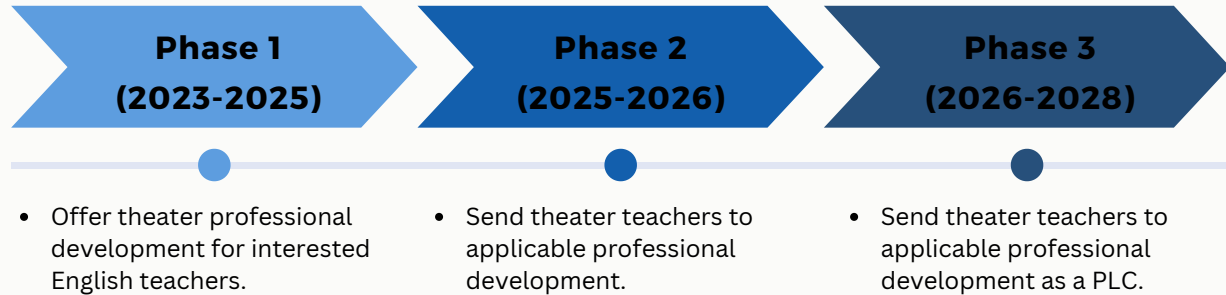 Phase 1
(2023-2025)
Phase 2
(2025-2026)
Phase 3
(2026-2028)
• Offer theater professional
development for interested
English teachers.
• Send theater teachers to
applicable professional
development.
• Send theater teachers to
applicable professional
development as a PLC.